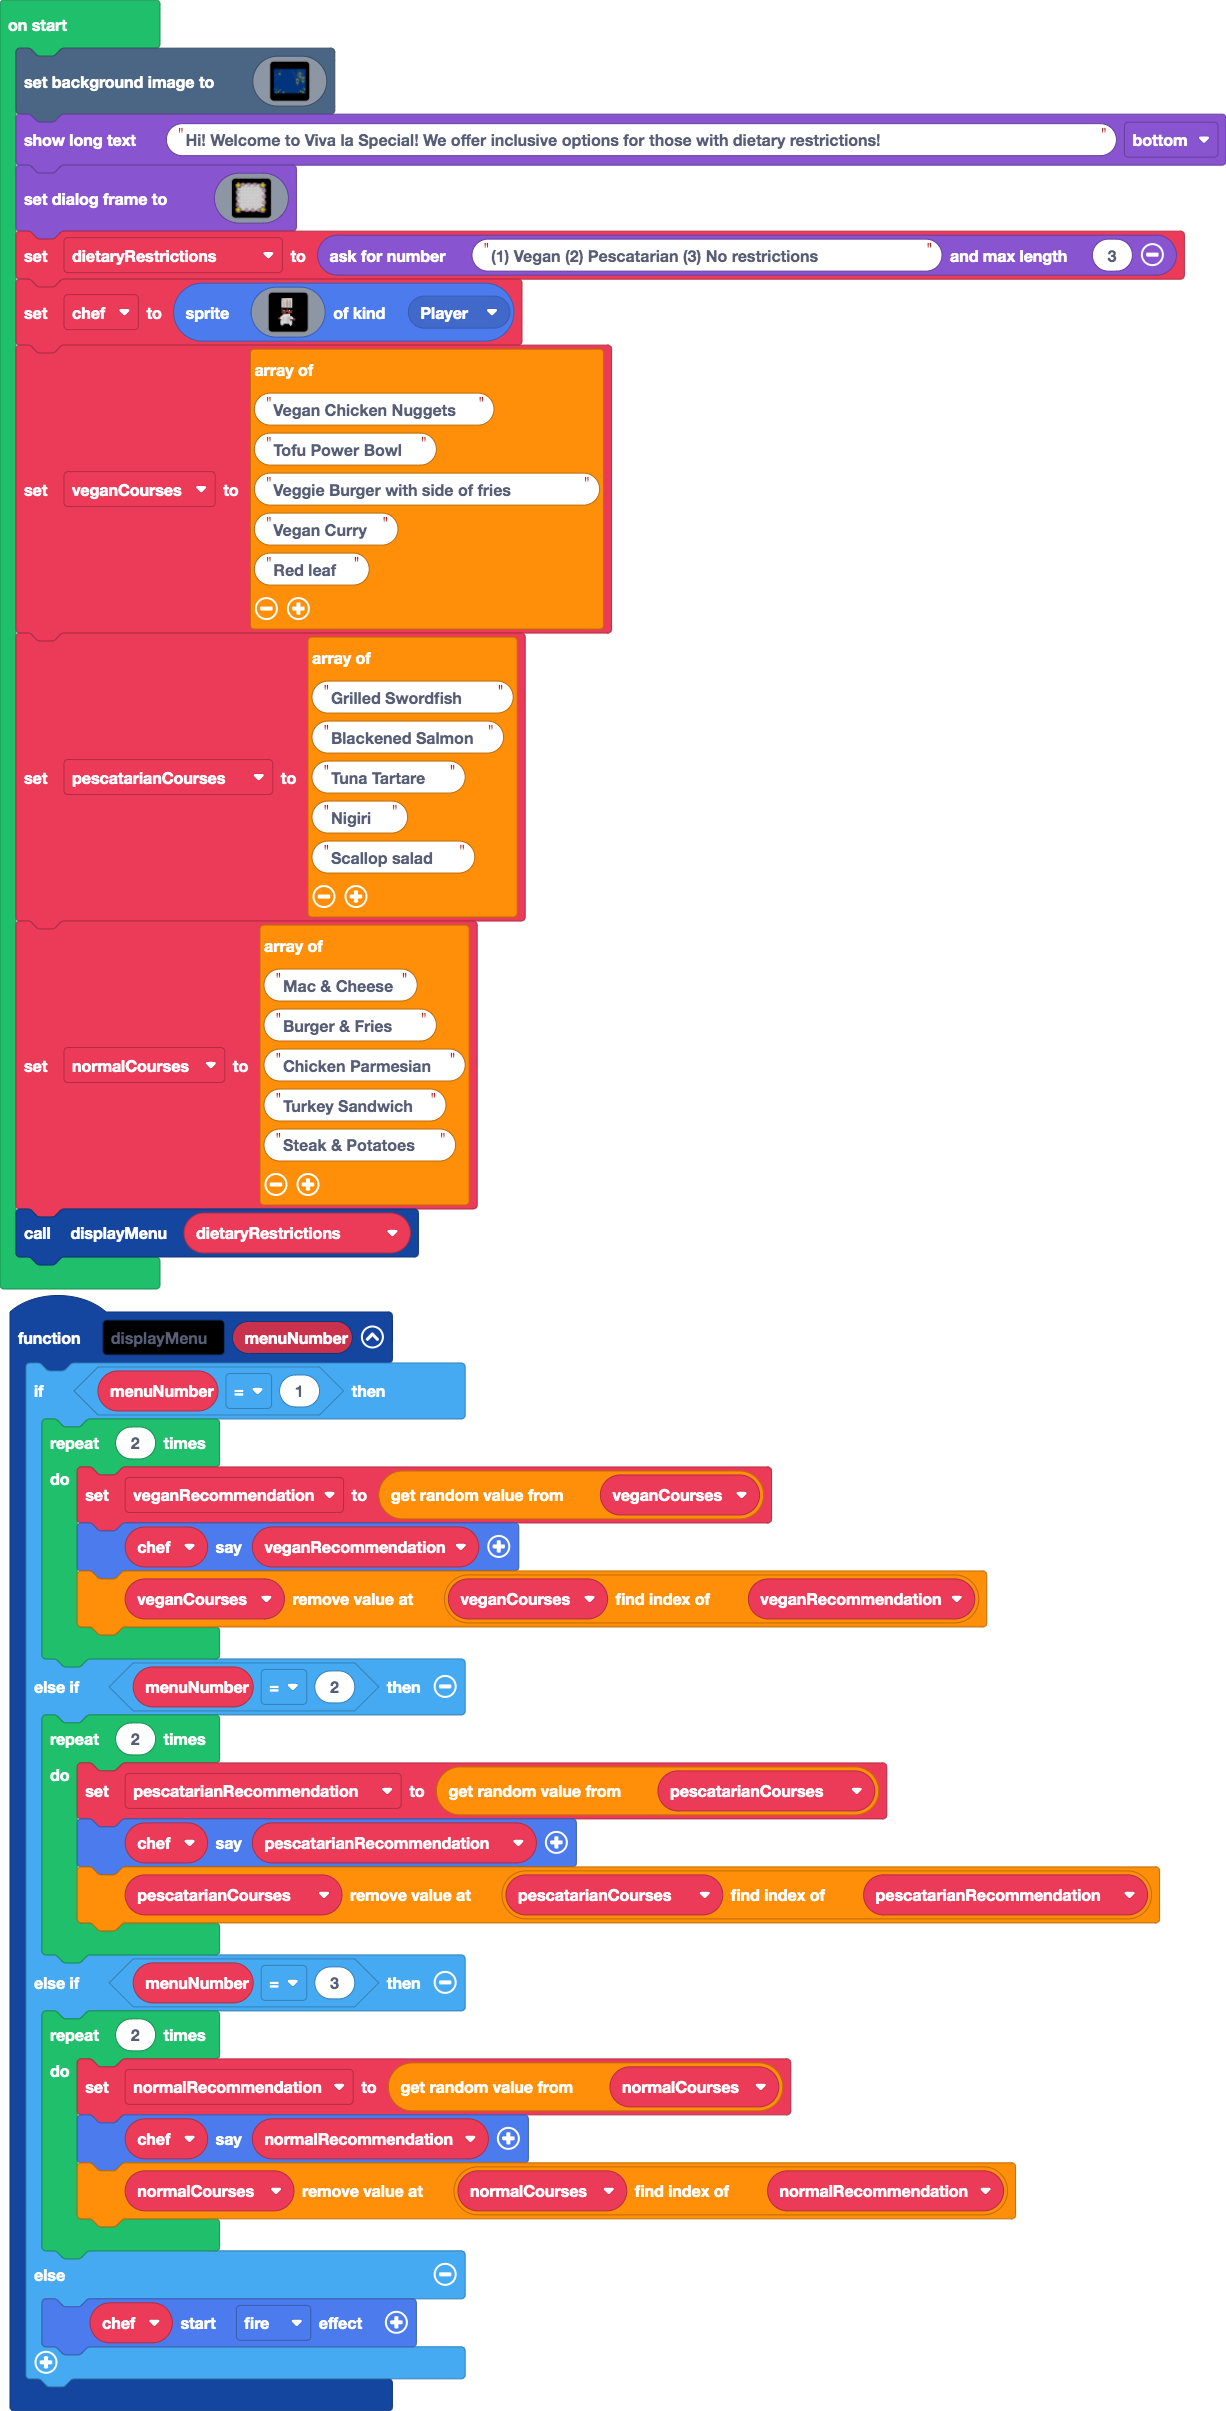 on start
set background image to
show long text "Hi! Welcome to Viva la Special! We offer inclusive options for those with dietary restrictions!" bottom
set dialog frame to
set dietaryRestrictions to ask for number "(1) Vegan (2) Pescatarian (3) No restrictions" and max length 3
set chef to sprite of kind Player
array of
"Vegan Chicken Nuggets"
"Tofu Power Bowl"
set veganCourses to "Veggie Burger with side of fries"
"Vegan Curry"
"Red leaf"
array of
"Grilled Swordfish"
"Blackened Salmon"
set pescatarianCourses to "Tuna Tartare"
"Nigiri"
"Scallop salad"
array of
"Mac & Cheese"
"Burger & Fries"
set normalCourses to "Chicken Parmesian"
"Turkey Sandwich"
"Steak & Potatoes"
call displayMenu dietaryRestrictions
function displayMenu menuNumber
if menuNumber = 1 then
repeat 2 times
do
set veganRecommendation to get random value from veganCourses
chef say veganRecommendation
veganCourses remove value at veganCourses find index of veganRecommendation
else if menuNumber = 2 then
repeat 2 times
do
set pescatarianRecommendation to get random value from pescatarianCourses
chef say pescatarianRecommendation
pescatarianCourses remove value at pescatarianCourses find index of pescatarianRecommendation
else if menuNumber = 3 then
repeat 2 times
do
set normalRecommendation to get random value from normalCourses
chef say normalRecommendation
normalCourses remove value at normalCourses find index of normalRecommendation
else
chef start fire effect